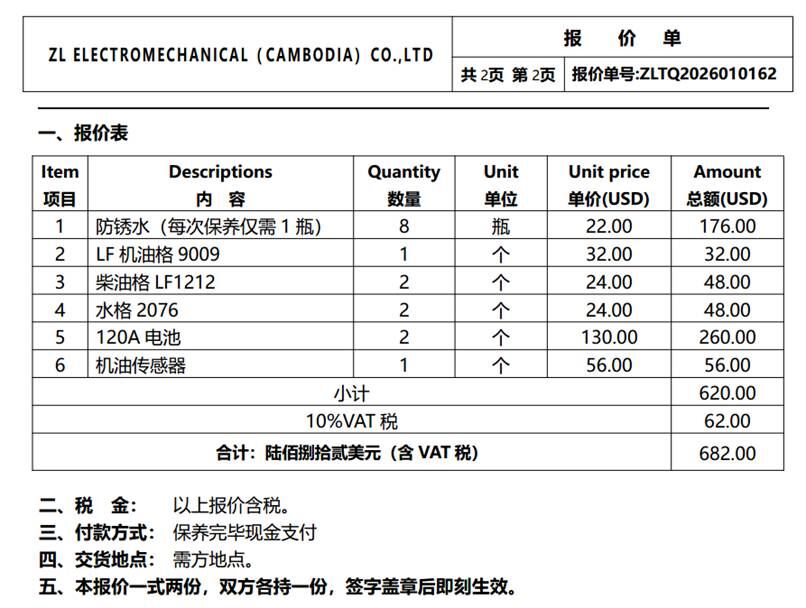 ZL ELECTROMECHANICAL (CAMBODIA) CO.,LTD
报 价 单
共2页 第2页 报价单号:ZLTQ2026010162
一、报价表
Item Descriptions Quantity Unit Unit price Amount
项目 内 容 数量 单位 单价(USD) 总额(USD)
1 防锈水（每次保养仅需1瓶） 8 瓶 22.00 176.00
2 LF 机油格 9009 1 个 32.00 32.00
3 柴油格 LF1212 2 个 24.00 48.00
4 水格 2076 2 个 24.00 48.00
5 120A 电池 2 个 130.00 260.00
6 机油传感器 1 个 56.00 56.00
小计 620.00
10%VAT 税 62.00
合计：陆佰捌拾贰美元（含 VAT 税） 682.00
二、税 金： 以上报价含税。
三、付款方式： 保养完毕现金支付
四、交货地点： 需方地点。
五、本报价一式两份，双方各持一份，签字盖章后即刻生效。